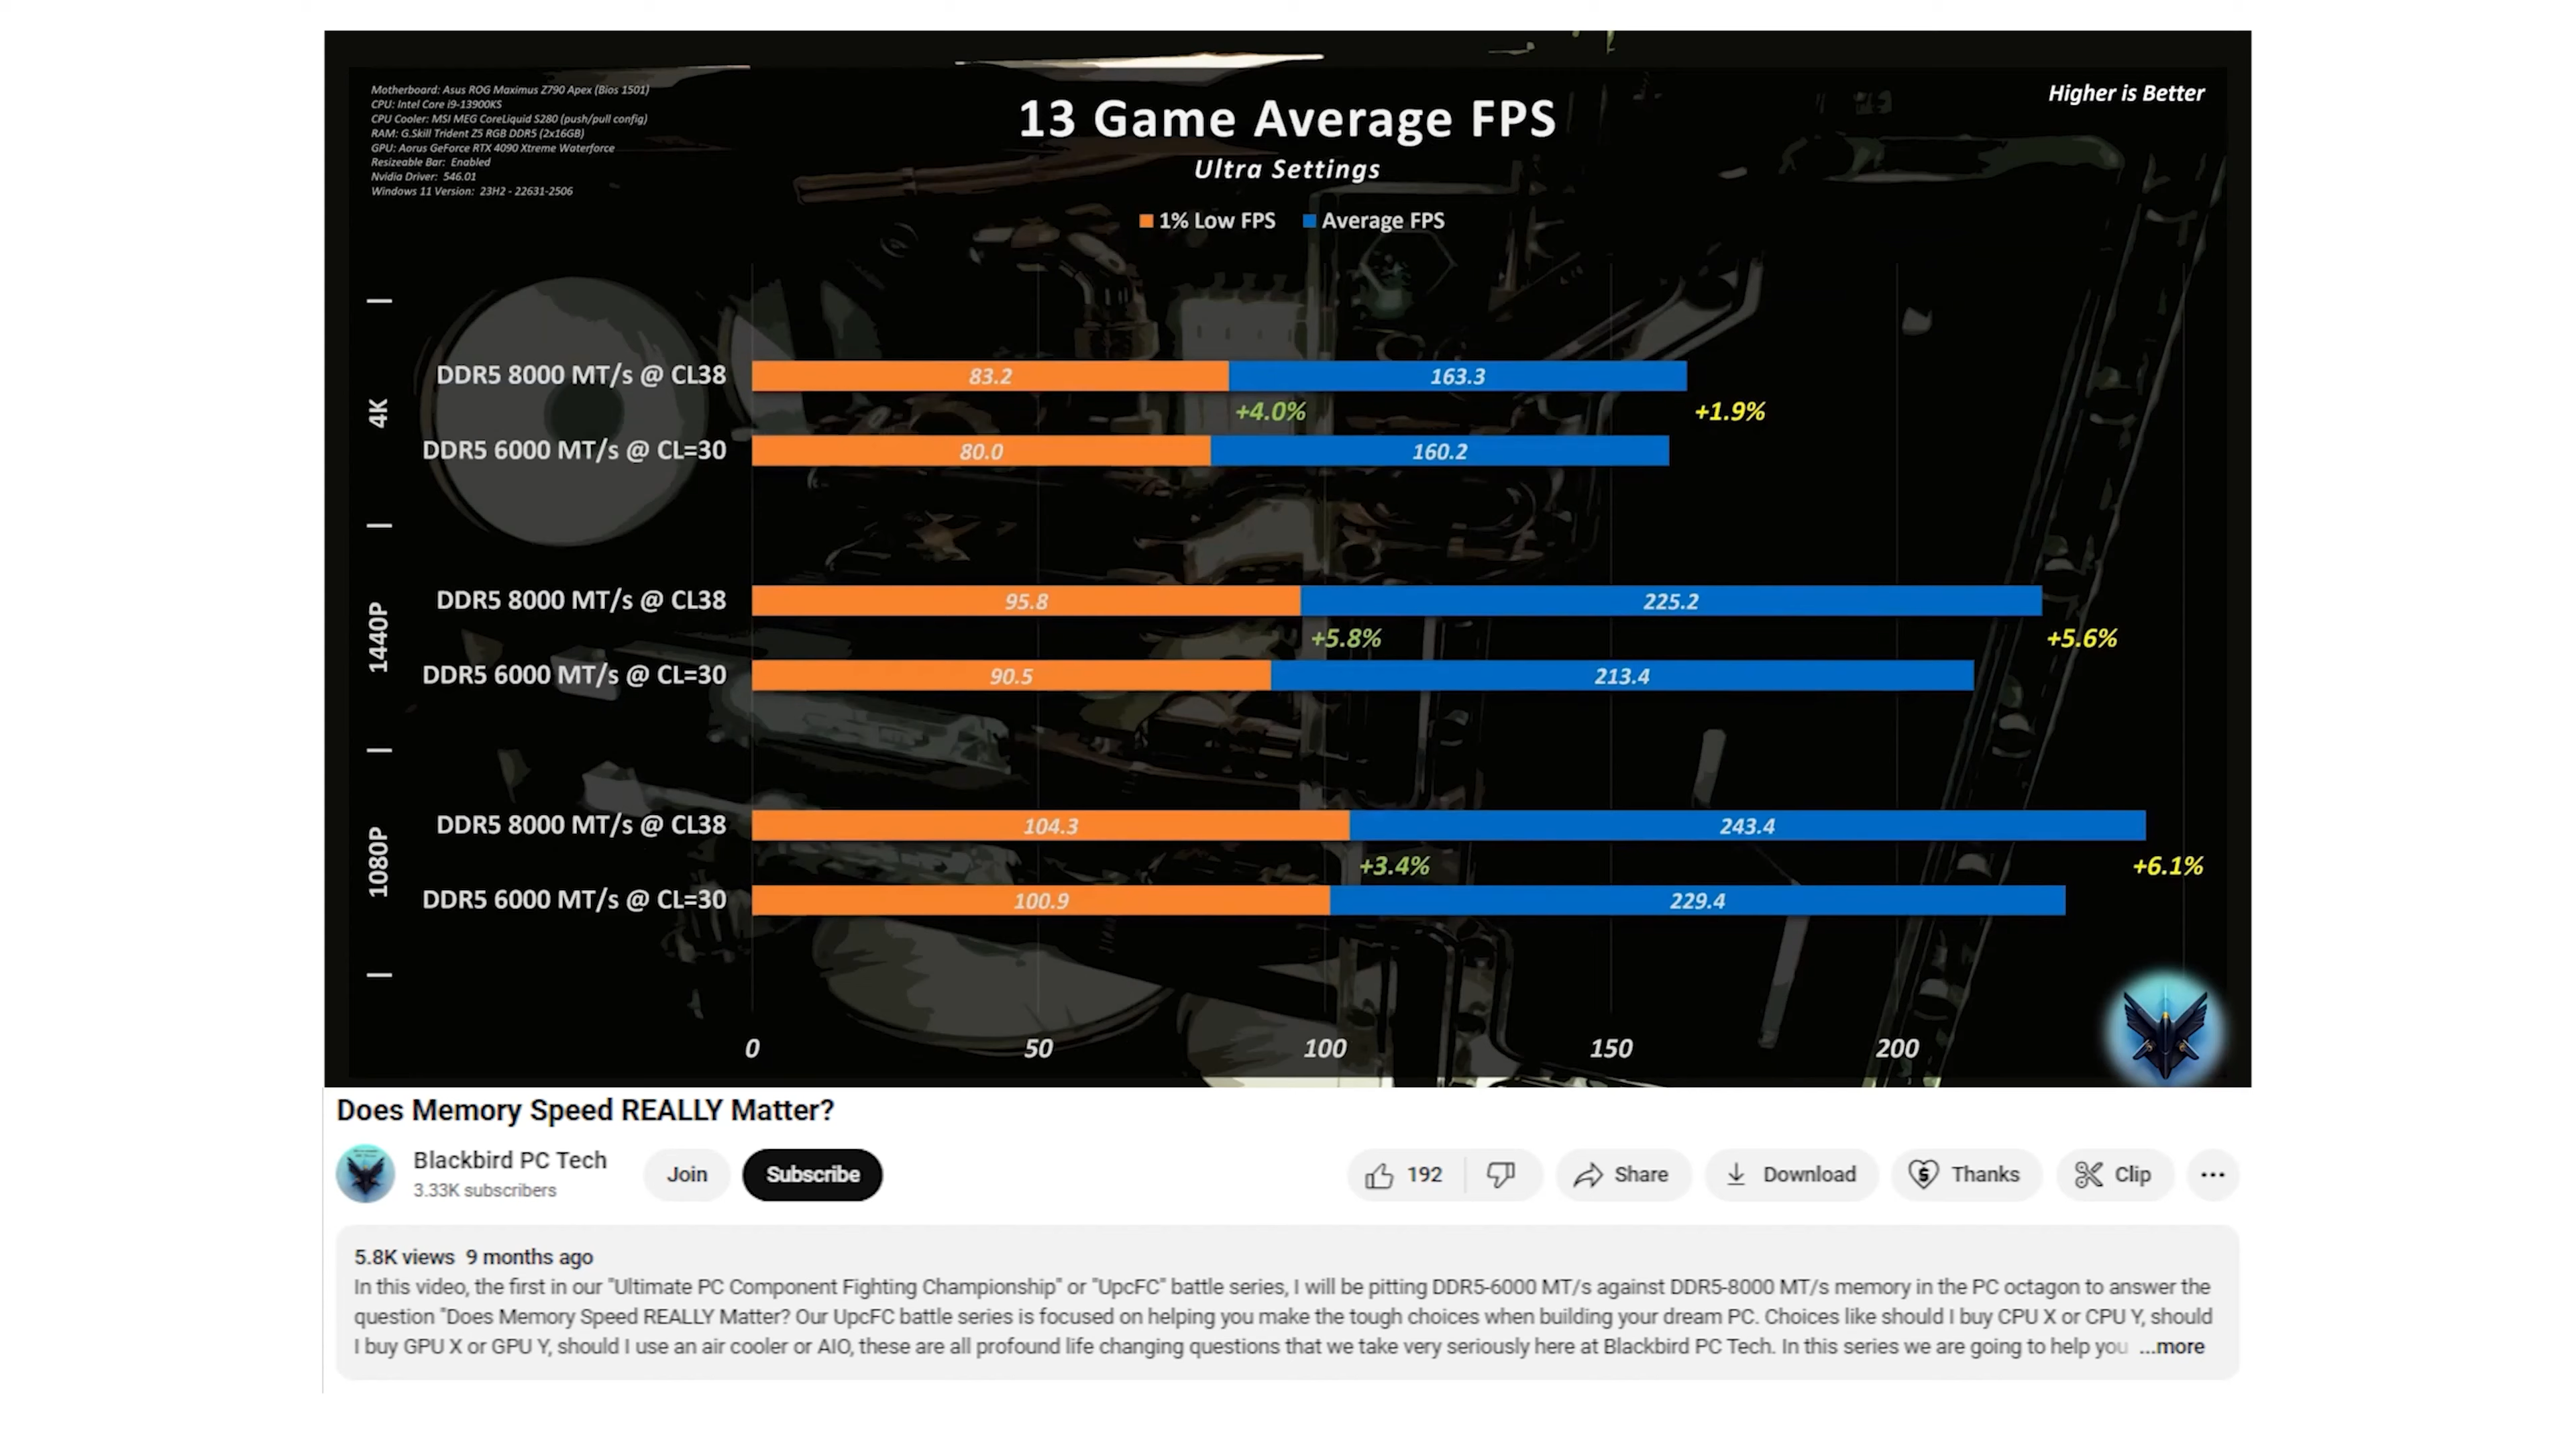 Motherboard: Asus ROG Maximus Z790 Apex (Bios 1501)
CPU: Intel Core i9-13900KS
CPU Cooler: MSI MEG CoreLiquid S280 (push/pull config)
RAM: G.Skill Trident Z5 RGB DDR5 (2x16GB)
GPU: Aorus GeForce RTX 4090 Xtreme Waterforce
Resizeable Bar: Enabled
Nvidia Driver: 546.01
Windows 11 Version: 23H2 - 22631-2506
Higher is Better
13 Game Average FPS
Ultra Settings
1% Low FPS Average FPS
4K
DDR5 8000 MT/s @ CL38 83.2 163.3
+4.0% +1.9%
DDR5 6000 MT/s @ CL=30 80.0 160.2
1440P
DDR5 8000 MT/s @ CL38 95.8 225.2
+5.8% +5.6%
DDR5 6000 MT/s @ CL=30 90.5 213.4
1080P
DDR5 8000 MT/s @ CL38 104.3 243.4
+3.4% +6.1%
DDR5 6000 MT/s @ CL=30 100.9 229.4
0 50 100 150 200
Does Memory Speed REALLY Matter?
Blackbird PC Tech
3.33K subscribers
Join Subscribe 192 Share Download Thanks Clip
5.8K views 9 months ago
In this video, the first in our "Ultimate PC Component Fighting Championship" or "UpcFC" battle series, I will be pitting DDR5-6000 MT/s against DDR5-8000 MT/s memory in the PC octagon to answer the
question "Does Memory Speed REALLY Matter? Our UpcFC battle series is focused on helping you make the tough choices when building your dream PC. Choices like should I buy CPU X or CPU Y, should
I buy GPU X or GPU Y, should I use an air cooler or AIO, these are all profound life changing questions that we take very seriously here at Blackbird PC Tech. In this series we are going to help you ...more